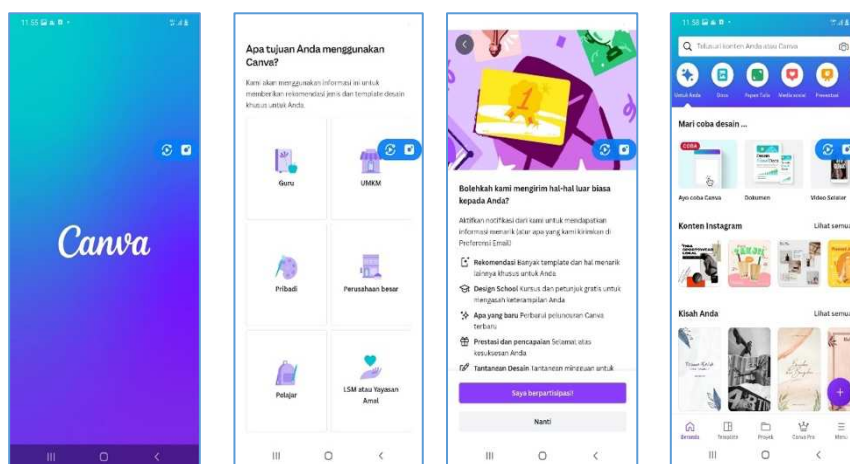 11.55
Canva
Apa tujuan Anda menggunakan
Canva?
Kami akan menggunakan informasi ini untuk
memberikan rekomendasi jenis dan template desain
khusus untuk Anda.
Guru
UMKM
Pribadi
Perusahaan besar
Pelajar
LSM atau Yayasan
Amal
1
Bolehkah kami mengirim hal-hal luar biasa
kepada Anda?
Aktifkan notifikasi dari kami untuk mendapatkan
informasi menarik (atur apa yang kami kirimkan di
Preferensi Email)
Rekomendasi Banyak template dan hal menarik
lainnya khusus untuk Anda
Design School Kursus dan petunjuk gratis untuk
mengasah keterampilan Anda
Apa yang baru Perbarui peluncuran Canva
terbaru
Prestasi dan pencapaian Selamat atas
kesuksesan Anda
Tantangan Desain Tantangan mingguan untuk
Saya berpartisipasi!
Nanti
11.58
Telusuri konten Anda atau Canva
Untuk Anda
Docs
Papan Tulis
Media sosial
Presentasi
Mari coba desain ...
COBA
Ayo coba Canva
Dokumen
Video Seluler
Konten Instagram
Lihat semua
Kisah Anda
Lihat semua
Beranda
Template
Proyek
Canva Pro
Menu